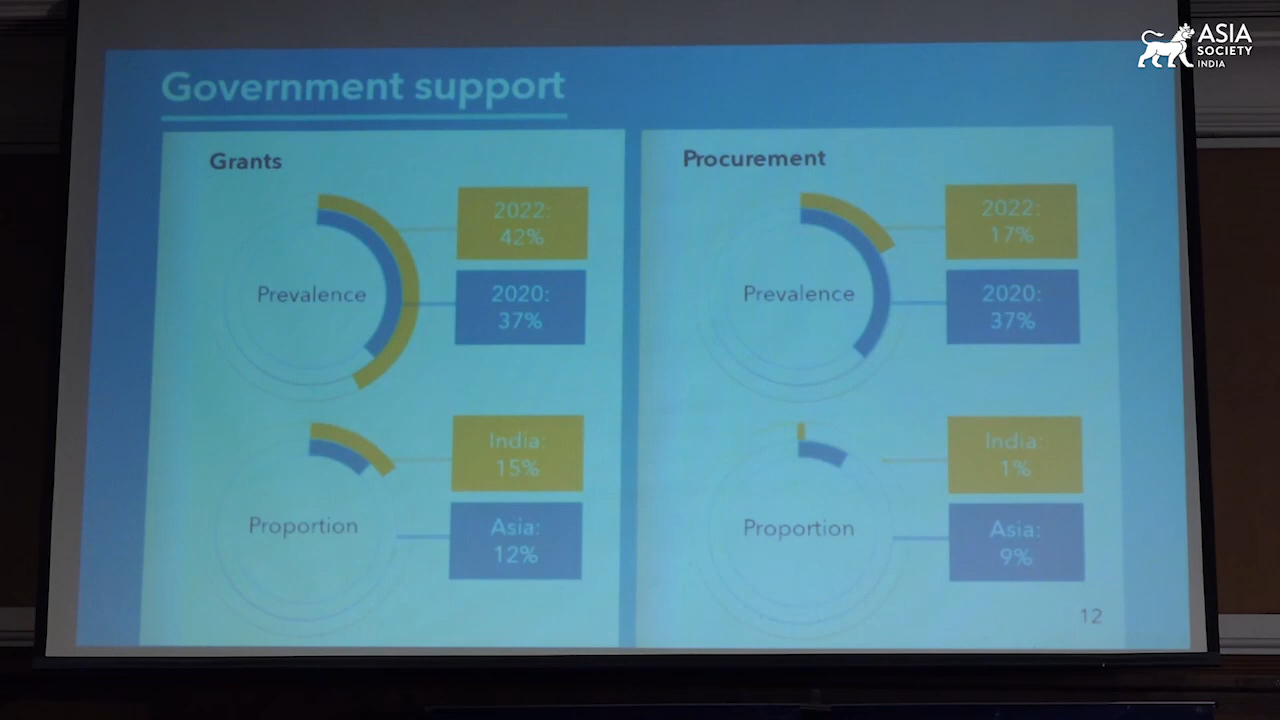 ASIA
SOCIETY
INDIA
Government support
Grants
2022:
42%
Prevalence
2020:
37%
India:
15%
Proportion
Asia:
12%
Procurement
2022:
17%
Prevalence
2020:
37%
India:
1%
Proportion
Asia:
9%
12